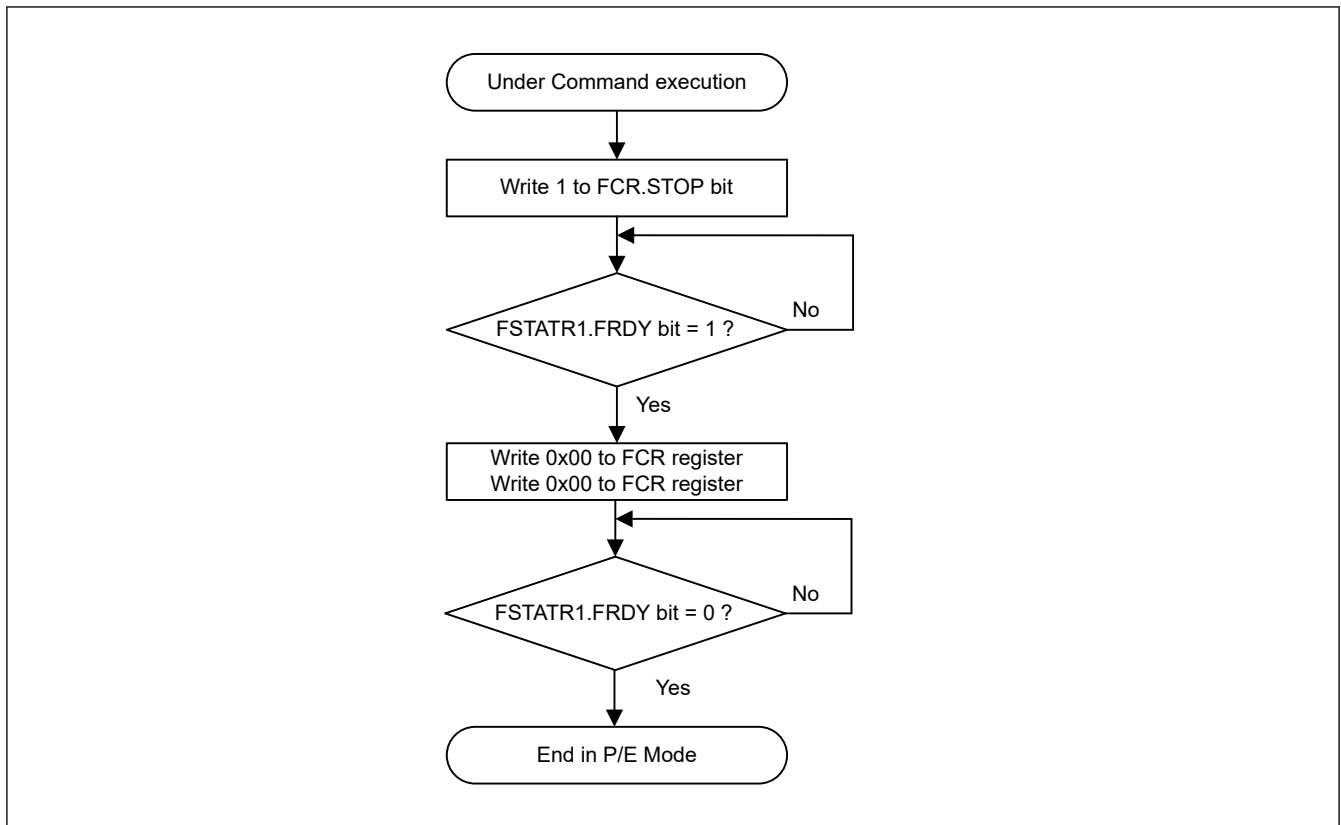 Under Command execution
Write 1 to FCR.STOP bit
FSTATR1.FRDY bit = 1 ?
No
Yes
Write 0x00 to FCR register
Write 0x00 to FCR register
FSTATR1.FRDY bit = 0 ?
No
Yes
End in P/E Mode